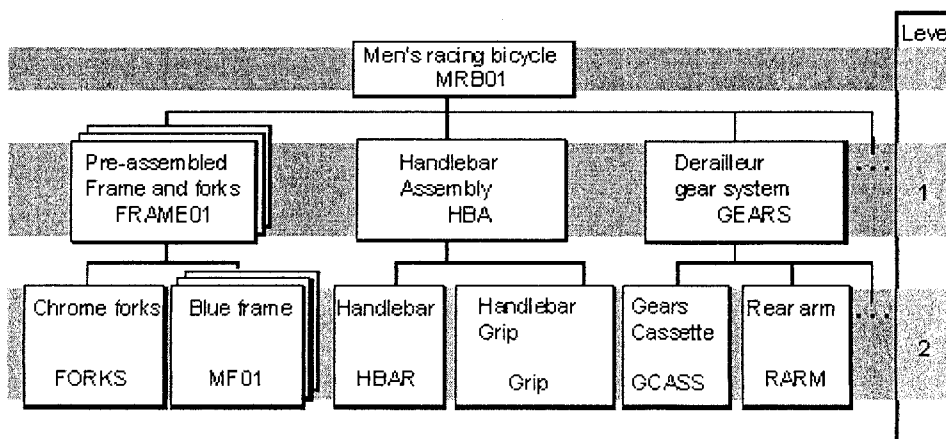 Level
Men's racing bicycle
MRB01
Pre-assembled
Frame and forks
FRAME01
Handlebar
Assembly
HBA
Derailleur
gear system
GEARS
...
1
Chrome forks
FORKS
Blue frame
MF01
Handlebar
HBAR
Handlebar
Grip
Grip
Gears
Cassette
GCASS
Rear arm
RARM
...
2